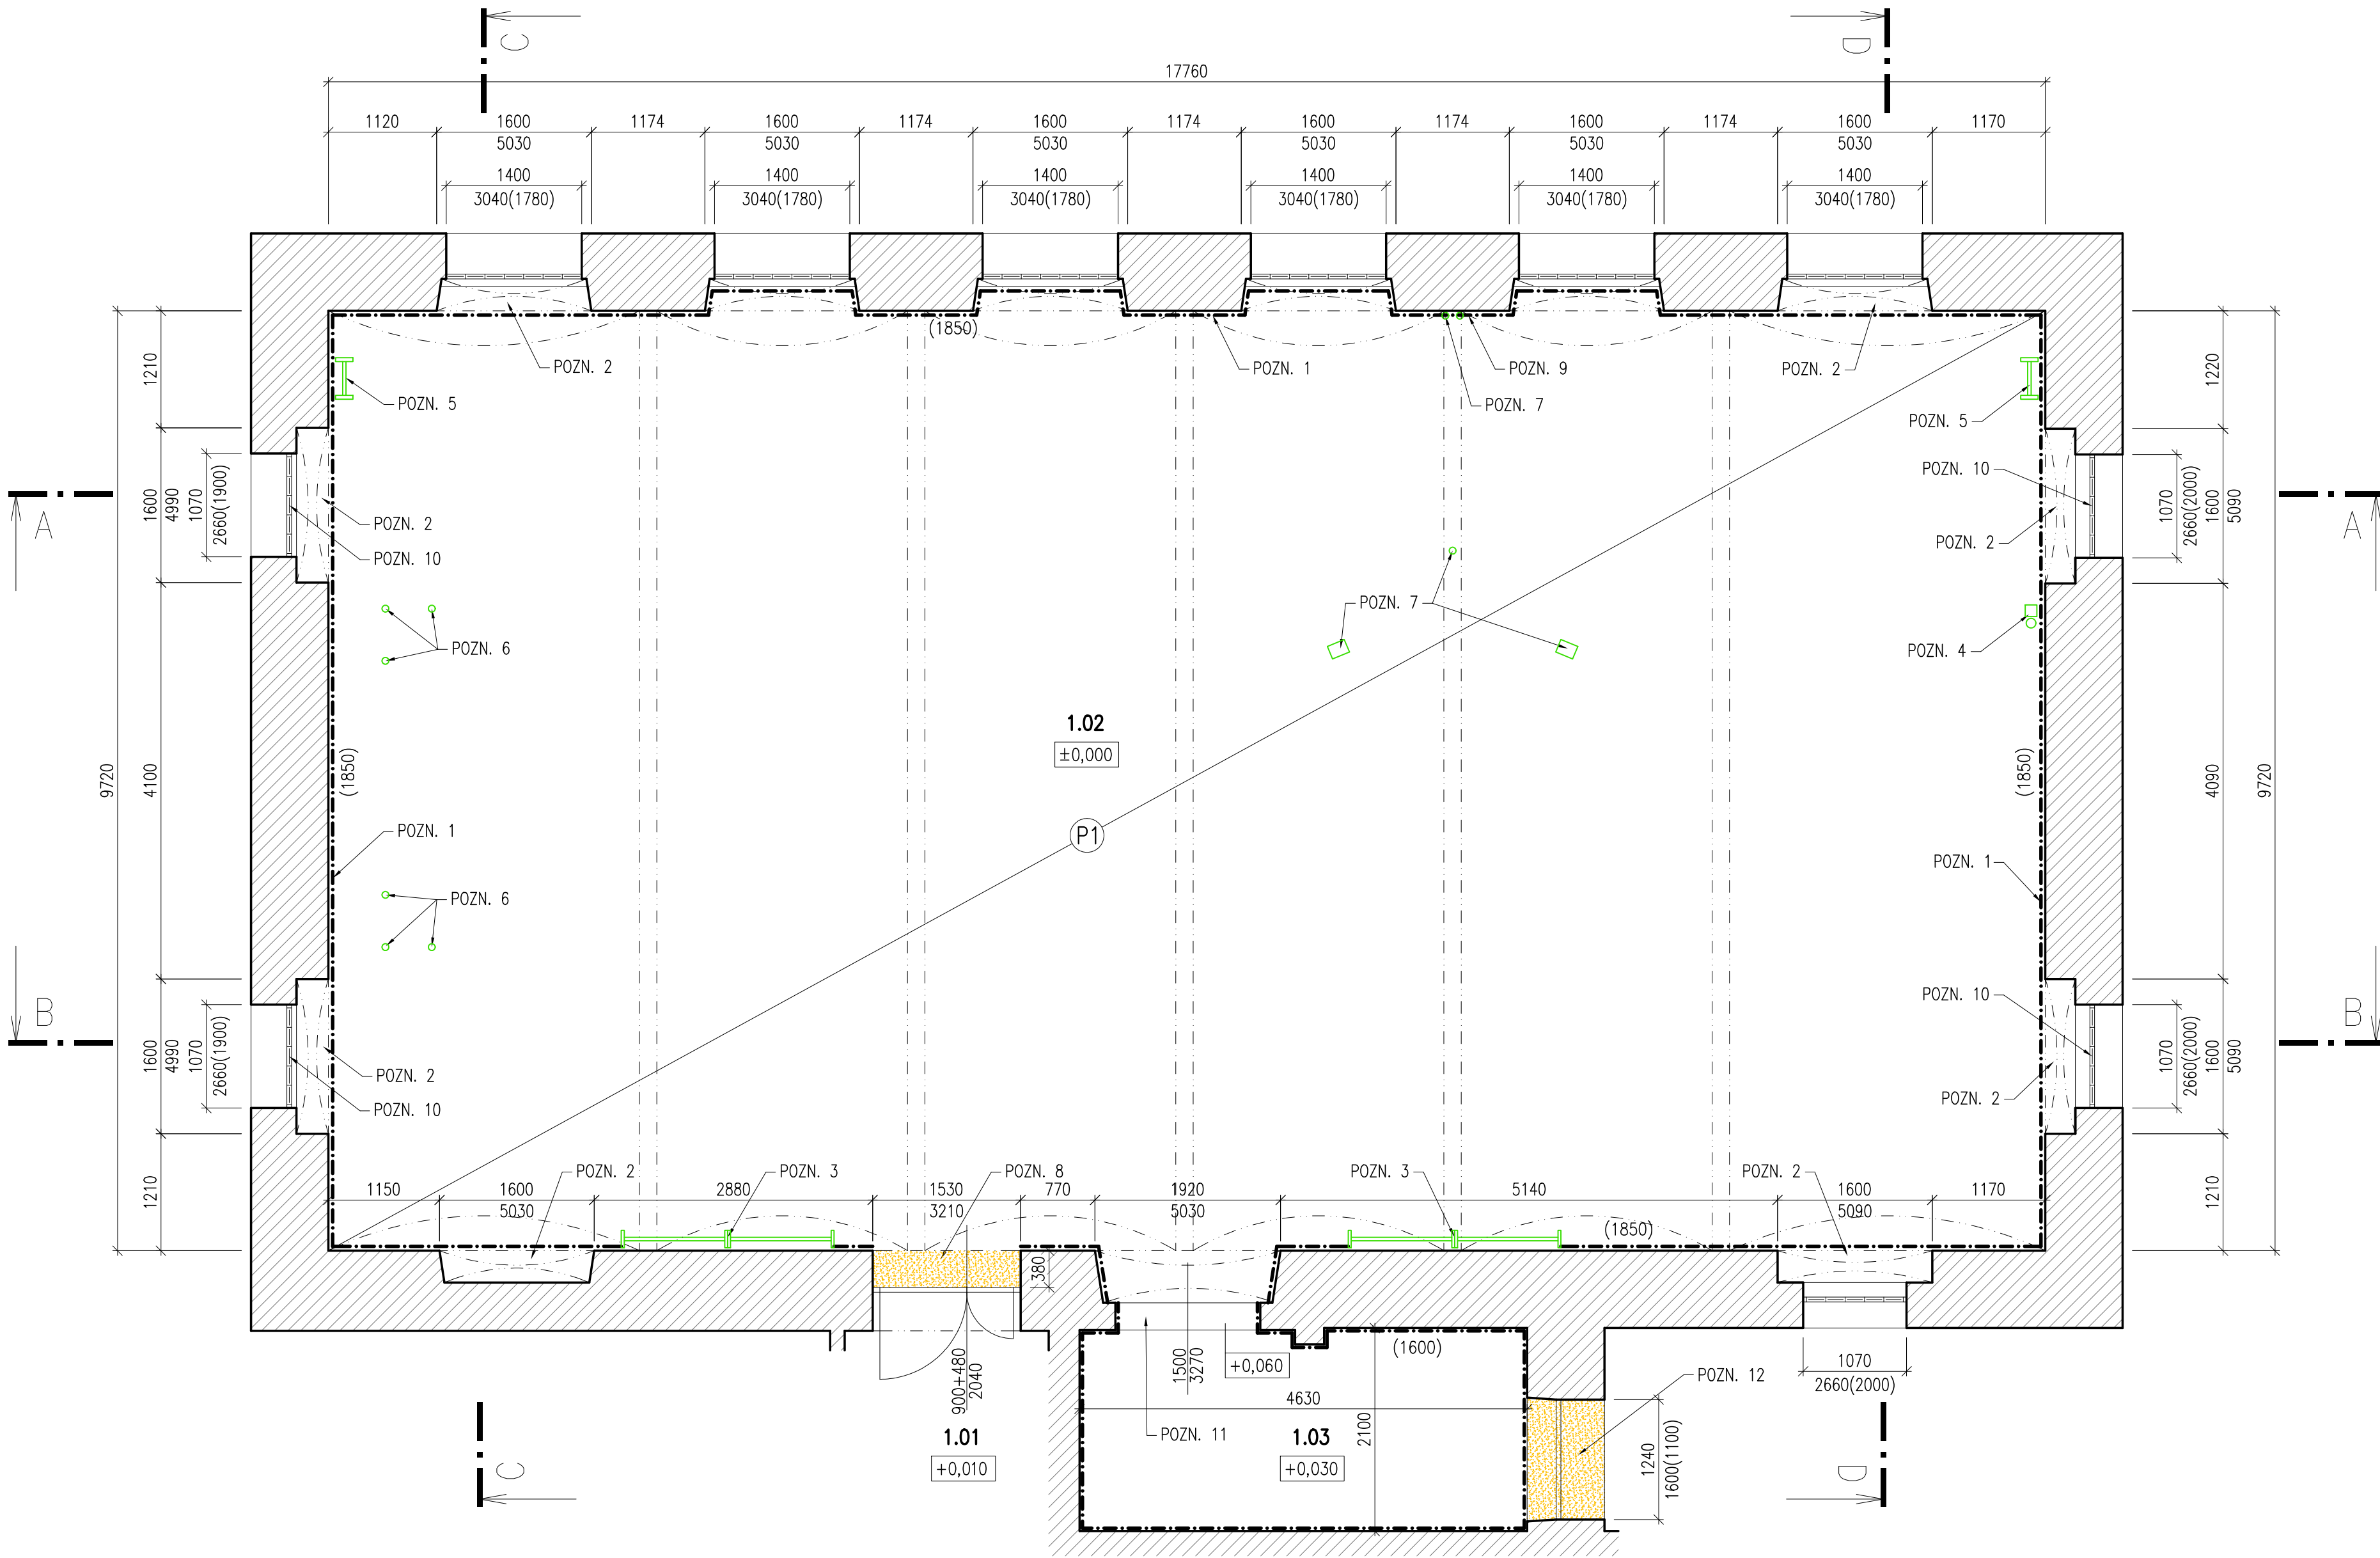 C
D
17760
1120
1600
1174
1600
1174
1600
1174
1600
1174
1600
1174
1600
1170
5030
5030
5030
5030
5030
5030
1400
1400
1400
1400
1400
1400
3040(1780)
3040(1780)
3040(1780)
3040(1780)
3040(1780)
3040(1780)
(1850)
POZN. 2
POZN. 1
POZN. 9
POZN. 2
POZN. 5
POZN. 7
POZN. 5
1210
1220
POZN. 10
A
1600
4990
1070
2660(1900)
POZN. 2
POZN. 10
POZN. 2
1070
2660(2000)
1600
5090
A
POZN. 7
POZN. 6
POZN. 4
1.02
±0,000
9720
4100
(1850)
(1850)
4090
9720
POZN. 1
P1
POZN. 1
POZN. 6
POZN. 10
B
1600
4990
1070
2660(1900)
POZN. 2
POZN. 10
POZN. 2
1070
2660(2000)
1600
5090
B
1210
1210
POZN. 2
POZN. 3
POZN. 8
POZN. 3
POZN. 2
1150
1600
2880
1530
770
1920
5140
1600
1170
5030
3210
5030
(1850)
5090
380
900+480
2040
1500
3270
+0,060
(1600)
1070
2660(2000)
POZN. 12
4630
2100
1.01
+0,010
POZN. 11
1.03
+0,030
1240
1600(1100)
C
D